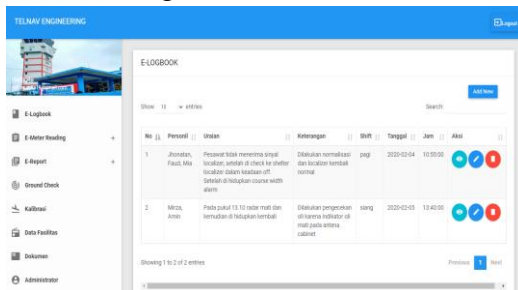 TELNAV ENGINEERING
Logout
E-LOGBOOK
Add New
Show 10 entries
Search:
No Personil Uraian Keterangan Shift Tanggal Jam Aksi
1 Jhonatan, Fauzi, Mia Pesawat tidak menerima sinyal localizer, setelah di check ke shelter localizer dalam keadaan off. Setelah di hidupkan course width alarm Dilakukan normalisasi dan localizer kembali normal pagi 2020-02-04 10:50:00
2 Mirza, Amin Pada pukul 13.10 radar mati dan kemudian di hidupkan kembali Dilakukan pengecekan oli karena indikator oli mati pada antena cabinet siang 2020-02-05 13:40:00
Showing 1 to 2 of 2 entries
Previous 1 Next
E-Logbook
E-Meter Reading +
E-Report +
Ground Check
Kalibrasi
Data Fasilitas
Dokumen
Administrator